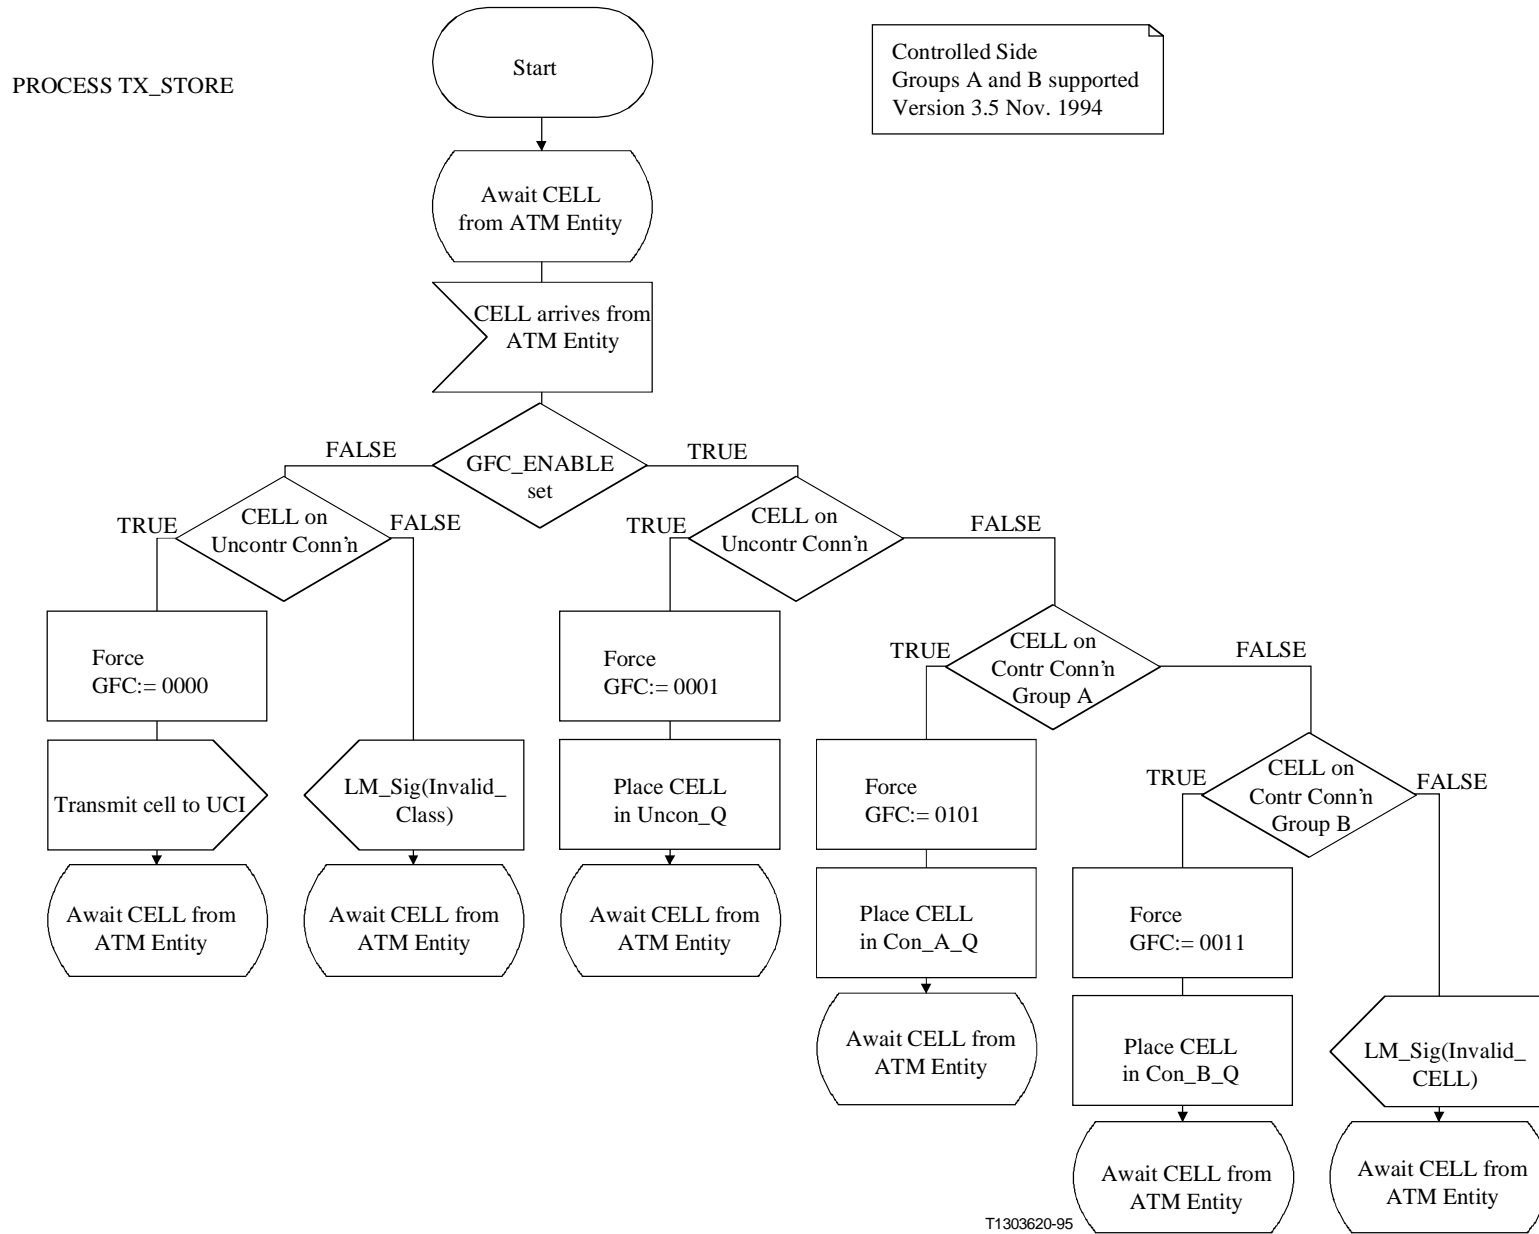 PROCESS TX_STORE
Start
Controlled Side
Groups A and B supported
Version 3.5 Nov. 1994
Await CELL
from ATM Entity
CELL arrives from
ATM Entity
GFC_ENABLE
set
FALSE
TRUE
CELL on
Uncontr Conn'n
TRUE
FALSE
CELL on
Uncontr Conn'n
TRUE
FALSE
Force
GFC:= 0000
Force
GFC:= 0001
CELL on
Contr Conn'n
Group A
TRUE
FALSE
Transmit cell to UCI
LM_Sig(Invalid_
Class)
Place CELL
in Uncon_Q
Force
GFC:= 0101
CELL on
Contr Conn'n
Group B
TRUE
FALSE
Await CELL from
ATM Entity
Await CELL from
ATM Entity
Await CELL from
ATM Entity
Place CELL
in Con_A_Q
Force
GFC:= 0011
Await CELL from
ATM Entity
Place CELL
in Con_B_Q
LM_Sig(Invalid_
CELL)
Await CELL from
ATM Entity
Await CELL from
ATM Entity
T1303620-95